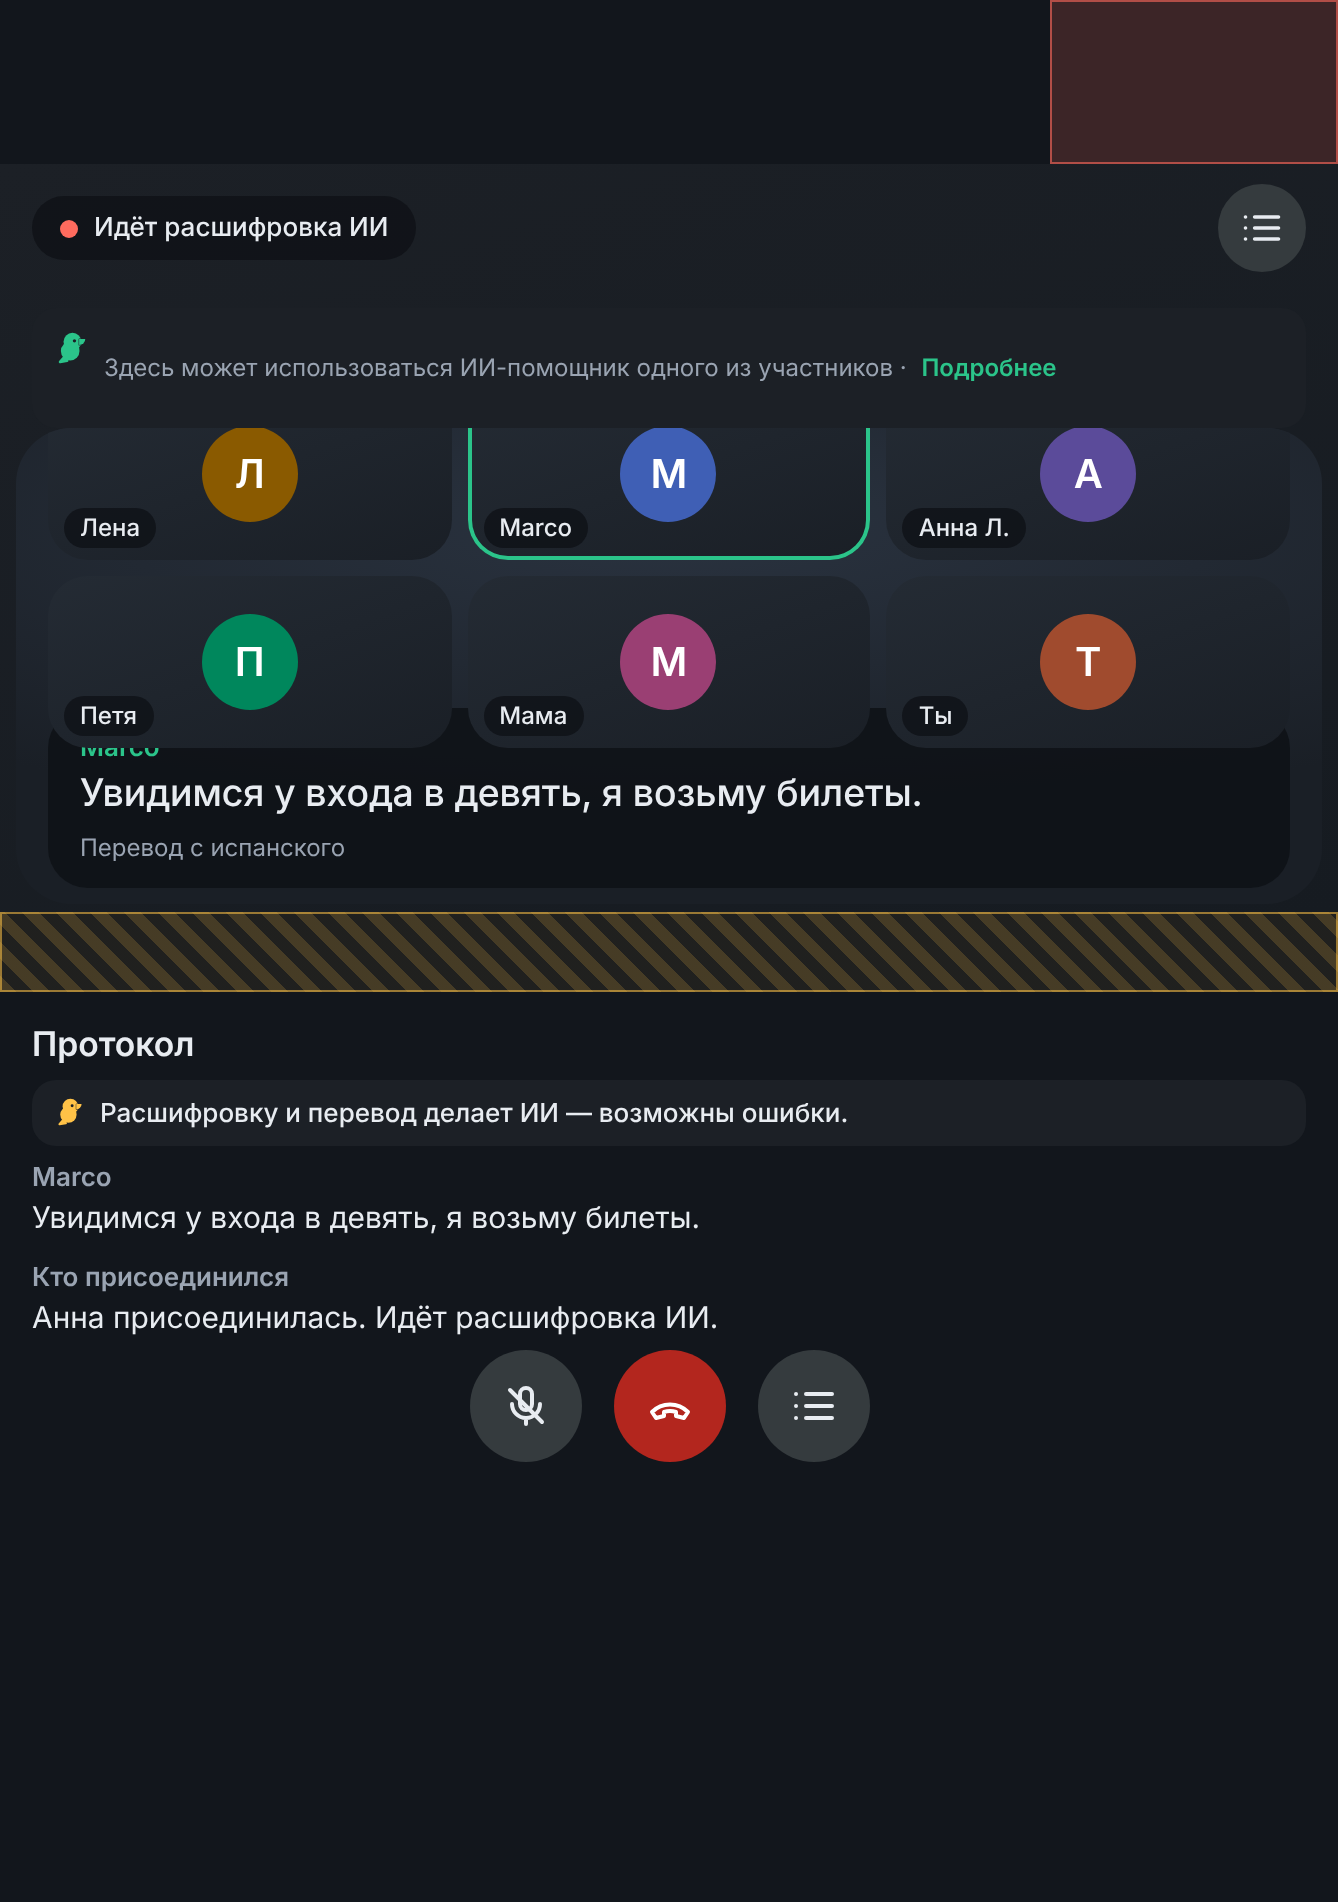 Идёт расшифровка ИИ
Здесь может использоваться ИИ-помощник одного из участников · Подробнее
Л
М
А
Лена
Marco
Анна Л.
П
М
Т
Петя
Мама
Ты
Marco
Увидимся у входа в девять, я возьму билеты.
Перевод с испанского
Протокол
Расшифровку и перевод делает ИИ — возможны ошибки.
Marco
Увидимся у входа в девять, я возьму билеты.
Кто присоединился
Анна присоединилась. Идёт расшифровка ИИ.